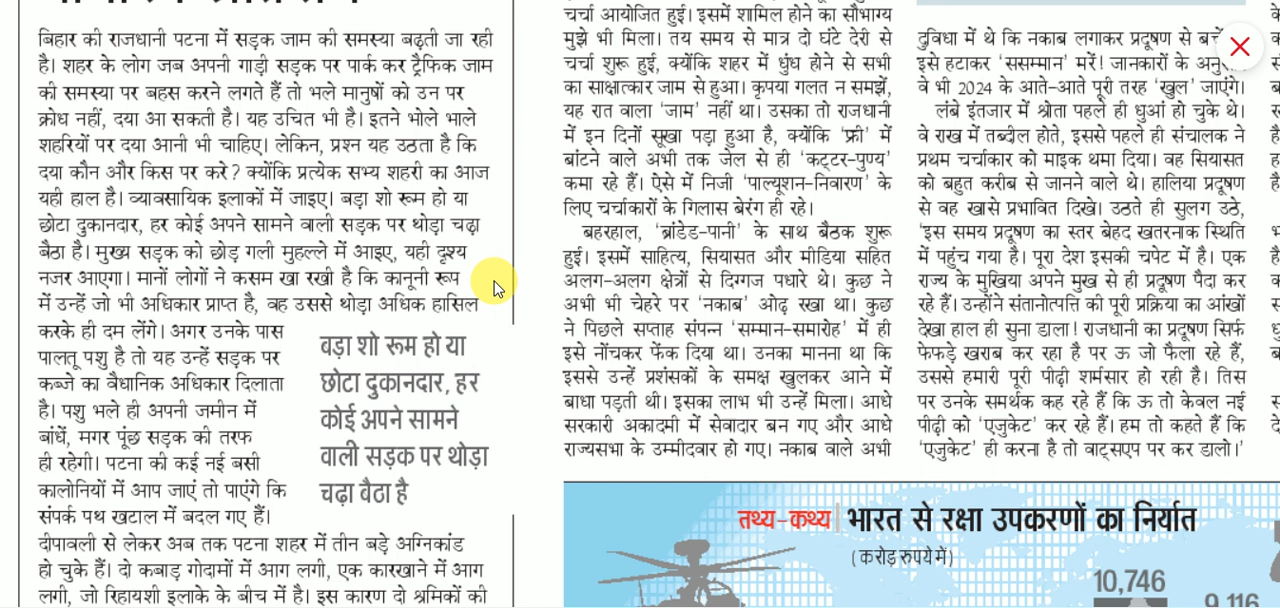 बिहार की राजधानी पटना में सड़क जाम की समस्या बढ़ती जा रही
है। शहर के लोग जब अपनी गाड़ी सड़क पर पार्क कर ट्रैफिक जाम
की समस्या पर बहस करने लगते हैं तो भले मानुषों को उन पर
क्रोध नहीं, दया आ सकती है। यह उचित भी है। इतने भोले भाले
शहरियों पर दया आनी भी चाहिए। लेकिन, प्रश्न यह उठता है कि
दया कौन और किस पर करे? क्योंकि प्रत्येक सभ्य शहरी का आज
यही हाल है। व्यावसायिक इलाकों में जाइए। बड़ा शो रूम हो या
छोटा दुकानदार, हर कोई अपने सामने वाली सड़क पर थोड़ा चढ़ा
बैठा है। मुख्य सड़क को छोड़ गली मुहल्ले में आइए, यही दृश्य
नजर आएगा। मानों लोगों ने कसम खा रखी है कि कानूनी रूप
में उन्हें जो भी अधिकार प्राप्त है, वह उससे थोड़ा अधिक हासिल
करके ही दम लेंगे। अगर उनके पास
पालतू पशु है तो यह उन्हें सड़क पर
कब्जे का वैधानिक अधिकार दिलाता
है। पशु भले ही अपनी जमीन में
बांधें, मगर पूंछ सड़क की तरफ
ही रहेगी। पटना की कई नई बसी
कालोनियों में आप जाएं तो पाएंगे कि
संपर्क पथ खटाल में बदल गए हैं।
दीपावली से लेकर अब तक पटना शहर में तीन बड़े अग्निकांड
हो चुके हैं। दो कबाड़ गोदामों में आग लगी, एक कारखाने में आग
लगी, जो रिहायशी इलाके के बीच में है। इस कारण दो श्रमिकों की
बड़ा शो रूम हो या
छोटा दुकानदार, हर
कोई अपने सामने
वाली सड़क पर थोड़ा
चढ़ा बैठा है
चर्चा आयोजित हुई। इसमें शामिल होने का सौभाग्य
मुझे भी मिला। तय समय से मात्र दो घंटे देरी से
चर्चा शुरू हुई, क्योंकि शहर में धुंध होने से सभी
का साक्षात्कार जाम से हुआ। कृपया गलत न समझें,
यह रात वाला 'जाम' नहीं था। उसका तो राजधानी
में इन दिनों सूखा पड़ा हुआ है, क्योंकि 'फ्री' में
बांटने वाले अभी तक जेल से ही 'कट्टर-पुण्य'
कमा रहे हैं। ऐसे में निजी 'पाल्यूशन-निवारण' के
लिए चर्चाकारों के गिलास बेरंग ही रहे।
बहरहाल, 'ब्रांडेड-पानी' के साथ बैठक शुरू
हुई। इसमें साहित्य, सियासत और मीडिया सहित
अलग-अलग क्षेत्रों से दिग्गज पधारे थे। कुछ ने
अभी भी चेहरे पर 'नकाब' ओढ़ रखा था। कुछ
ने पिछले सप्ताह संपन्न 'सम्मान-समारोह' में ही
इसे नोंचकर फेंक दिया था। उनका मानना था कि
इससे उन्हें प्रशंसकों के समक्ष खुलकर आने में
बाधा पड़ती थी। इसका लाभ भी उन्हें मिला। आधे
सरकारी अकादमी में सेवादार बन गए और आधे
राज्यसभा के उम्मीदवार हो गए। नकाब वाले अभी
दुविधा में थे कि नकाब लगाकर प्रदूषण से
इसे हटाकर 'ससम्मान' मरें! जानकारों के
वे भी 2024 के आते-आते पूरी तरह 'खुल' जाएंगे।
लंबे इंतजार में श्रोता पहले ही धुआं हो चुके थे।
वे राख में तब्दील होते, इससे पहले ही संचालक ने
प्रथम चर्चाकार को माइक थमा दिया। वह सियासत
को बहुत करीब से जानने वाले थे। हालिया प्रदूषण
से वह खासे प्रभावित दिखे। उठते ही सुलग उठे,
'इस समय प्रदूषण का स्तर बेहद खतरनाक स्थिति
में पहुंच गया है। पूरा देश इसकी चपेट में है। एक
राज्य के मुखिया अपने मुख से ही प्रदूषण पैदा कर
रहे हैं। उन्होंने संतानोत्पत्ति की पूरी प्रक्रिया का आंखों
देखा हाल ही सुना डाला! राजधानी का प्रदूषण सिर्फ
फेफड़े खराब कर रहा है पर ऊ जो फैला रहे हैं,
उससे हमारी पूरी पीढ़ी शर्मसार हो रही है। तिस
पर उनके समर्थक कह रहे हैं कि ऊ तो केवल नई
पीढ़ी को 'एजुकेट' कर रहे हैं। हम तो कहते हैं कि
'एजुकेट' ही करना है तो वाट्सएप पर कर डालो।'
तथ्य-कथ्य भारत से रक्षा उपकरणों का निर्यात
(करोड़ रुपये में)
10,746
9,116